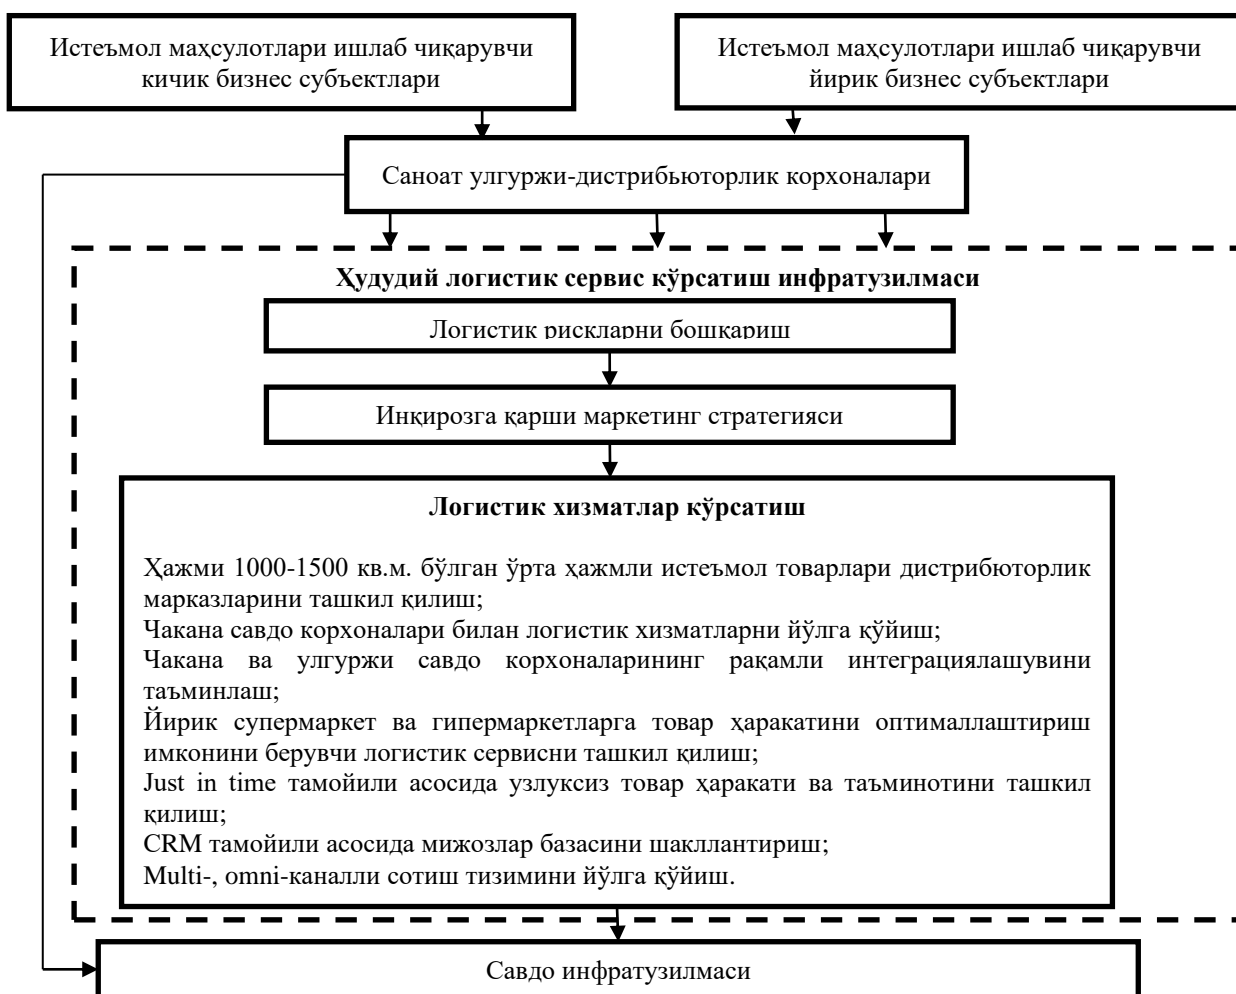 Истеъмол маҳсулотлари ишлаб чиқарувчи
кичик бизнес субъектлари
Истеъмол маҳсулотлари ишлаб чиқарувчи
йирик бизнес субъектлари
Саноат улгуржи-дистрибьюторлик корхоналари
Ҳудудий логистик сервис кўрсатиш инфратузилмаси
Логистик рискларни бошқариш
Инқирозга қарши маркетинг стратегияси
Логистик хизматлар кўрсатиш
Ҳажми 1000-1500 кв.м. бўлган ўрта ҳажмли истеъмол товарлари дистрибюторлик
марказларини ташкил қилиш;
Чакана савдо корхоналари билан логистик хизматларни йўлга қўйиш;
Чакана ва улгуржи савдо корхоналарининг рақамли интеграциялашувини
таъминлаш;
Йирик супермаркет ва гипермаркетларга товар ҳаракатини оптималлаштириш
имконини берувчи логистик сервисни ташкил қилиш;
Just in time тамойили асосида узлуксиз товар ҳаракати ва таъминотини ташкил
қилиш;
CRM тамойили асосида мижозлар базасини шакллантириш;
Multi-, omni-каналли сотиш тизимини йўлга қўйиш.
Савдо инфратузилмаси